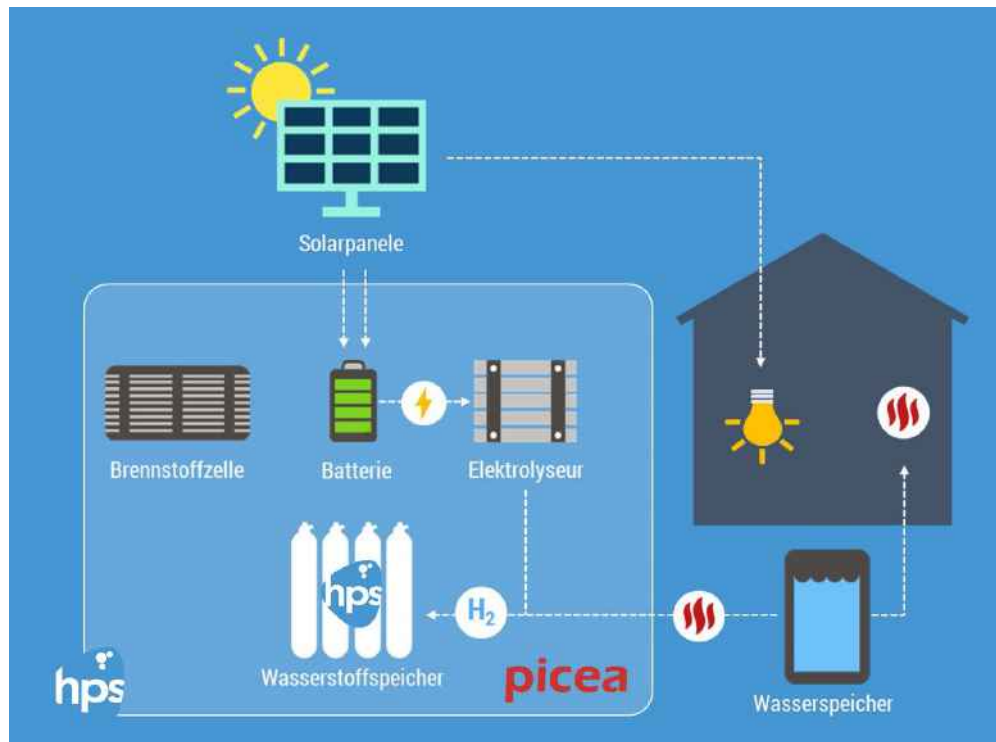 Solarpanele
Brennstoffzelle
Batterie
Elektrolyseur
hps
H2
Wasserstoffspeicher
picea
hps
Wasserspeicher